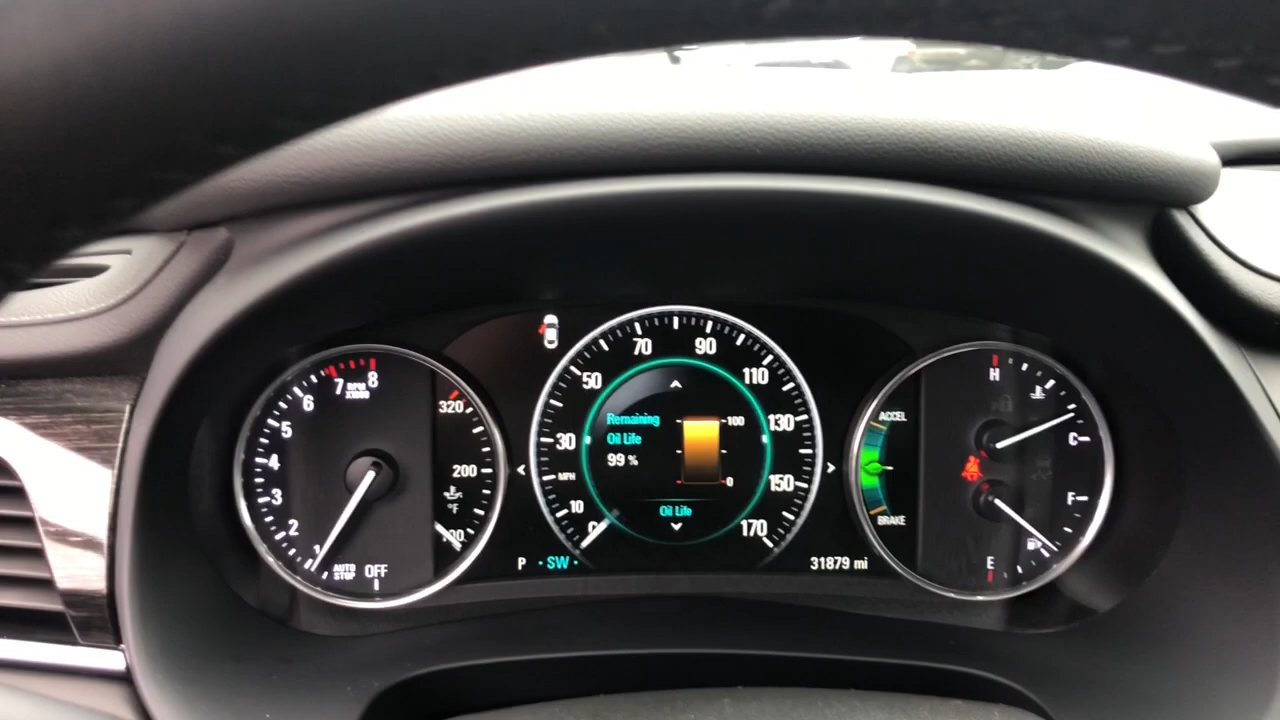 8
7
RPM
X1000
6
5
4
3
2
1
AUTO
STOP
OFF
320
200
°F
70
90
50
110
30
130
MPH
10
150
0
170
Remaining
Oil Life
99 %
100
0
Oil Life
P · SW ·
31879 mi
ACCEL
BRAKE
H
C
F
E